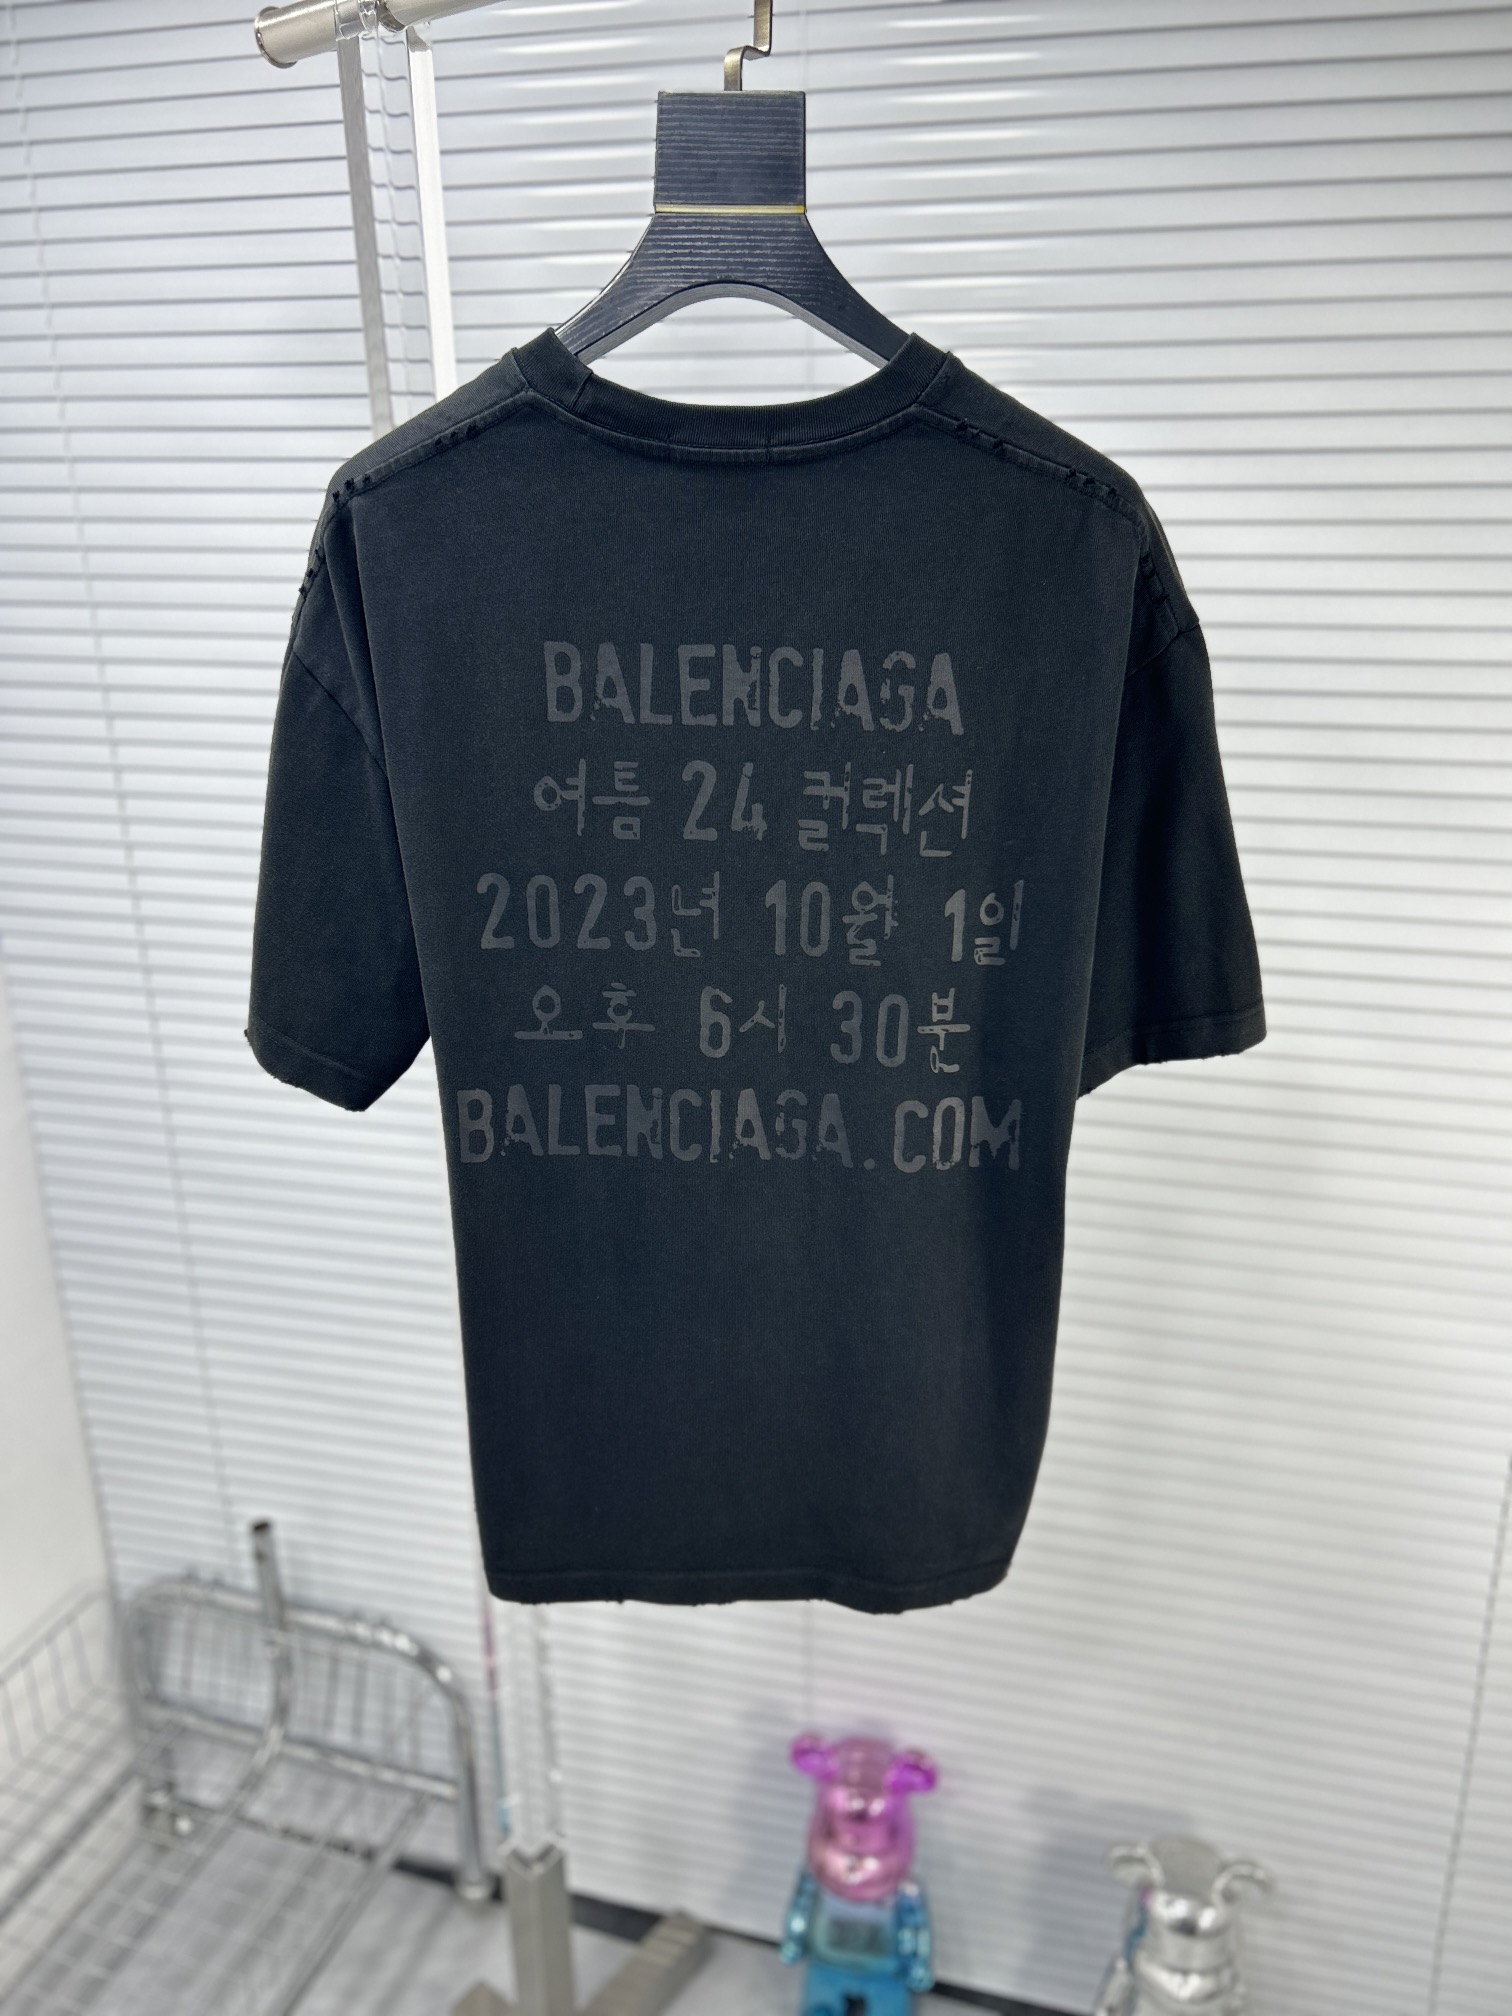 BALENCIAGA
여름 24 컬렉션
2023년 10월 1일
오후 6시 30분
BALENCIAGA.COM